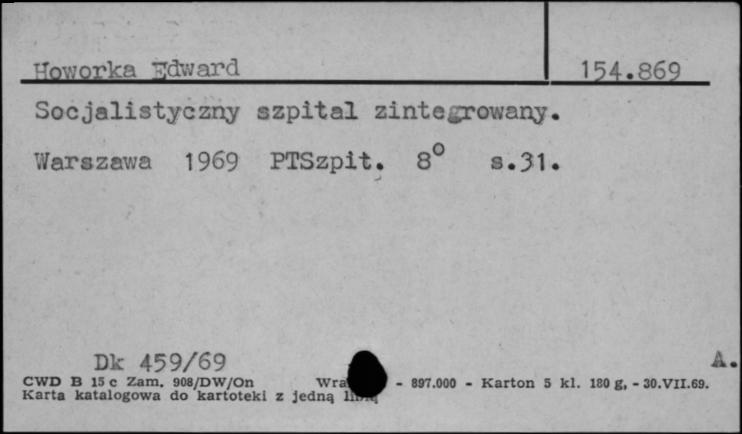 Howorka Edward 154.869
Socjalistyczny szpital zintegrowany.
Warszawa 1969 PTSzpit. 8° s.31.
Dk 459/69 A.
CWD B 15 c Zam. 908/DW/On - 897.000 - Karton 5 kl. 180 g, - 30.VII.69.
Karta katalogowa do kartoteki z jedną